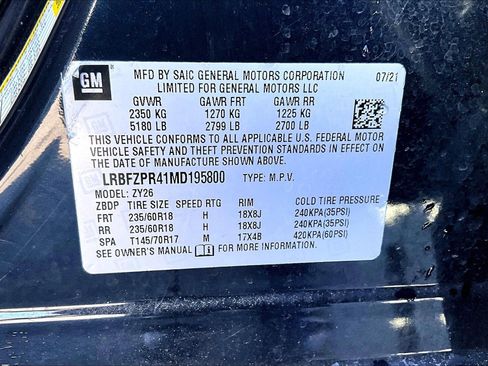 GM
MFD BY SAIC GENERAL MOTORS CORPORATION 07/21
LIMITED FOR GENERAL MOTORS LLC
GVWR GAWR FRT GAWR RR
2350 KG 1270 KG 1225 KG
5180 LB 2799 LB 2700 LB
THIS VEHICLE CONFORMS TO ALL APPLICABLE U.S. FEDERAL MOTOR
VEHICLE SAFETY AND THEFT PREVENTION STANDARDS IN EFFECT
ON THE DATE OF MANUFACTURE SHOWN ABOVE.
LRBFZPR41MD195800 TYPE: M.P.V.
MODEL: ZY26
ZBDP TIRE SIZE SPEED RTG RIM COLD TIRE PRESSURE
FRT 235/60R18 H 18X8J 240KPA(35PSI)
RR 235/60R18 H 18X8J 240KPA(35PSI)
SPA T145/70R17 M 17X4B 420KPA(60PSI)
SEE OWNER'S MANUAL FOR MORE INFORMATION.